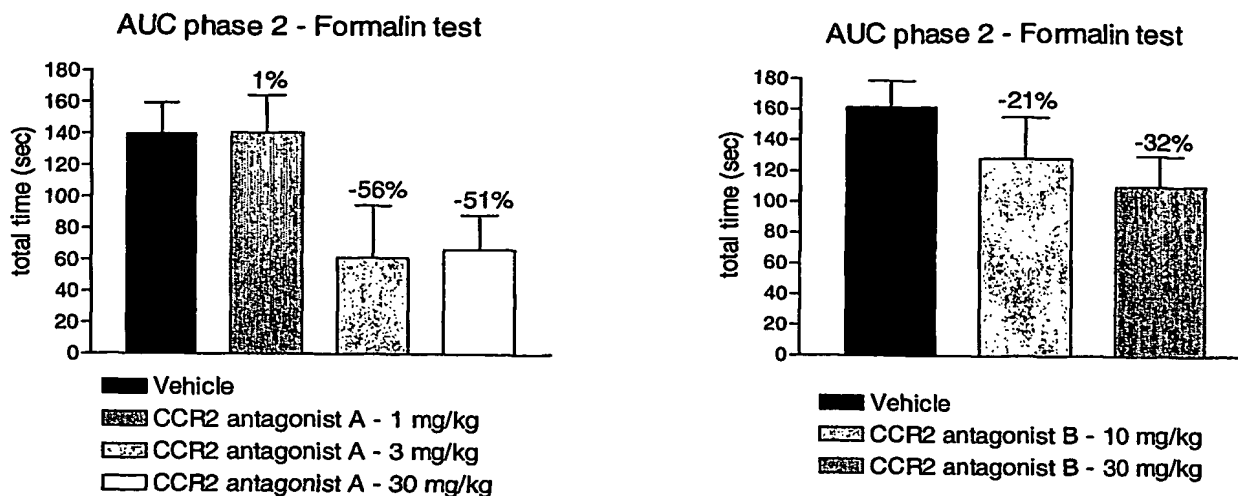 AUC phase 2 - Formalin test
total time (sec)
180
160
140
120
100
80
60
40
20
0
1%
-56%
-51%
Vehicle
CCR2 antagonist A - 1 mg/kg
CCR2 antagonist A - 3 mg/kg
CCR2 antagonist A - 30 mg/kg
AUC phase 2 - Formalin test
total time (sec)
180
160
140
120
100
80
60
40
20
0
-21%
-32%
Vehicle
CCR2 antagonist B - 10 mg/kg
CCR2 antagonist B - 30 mg/kg